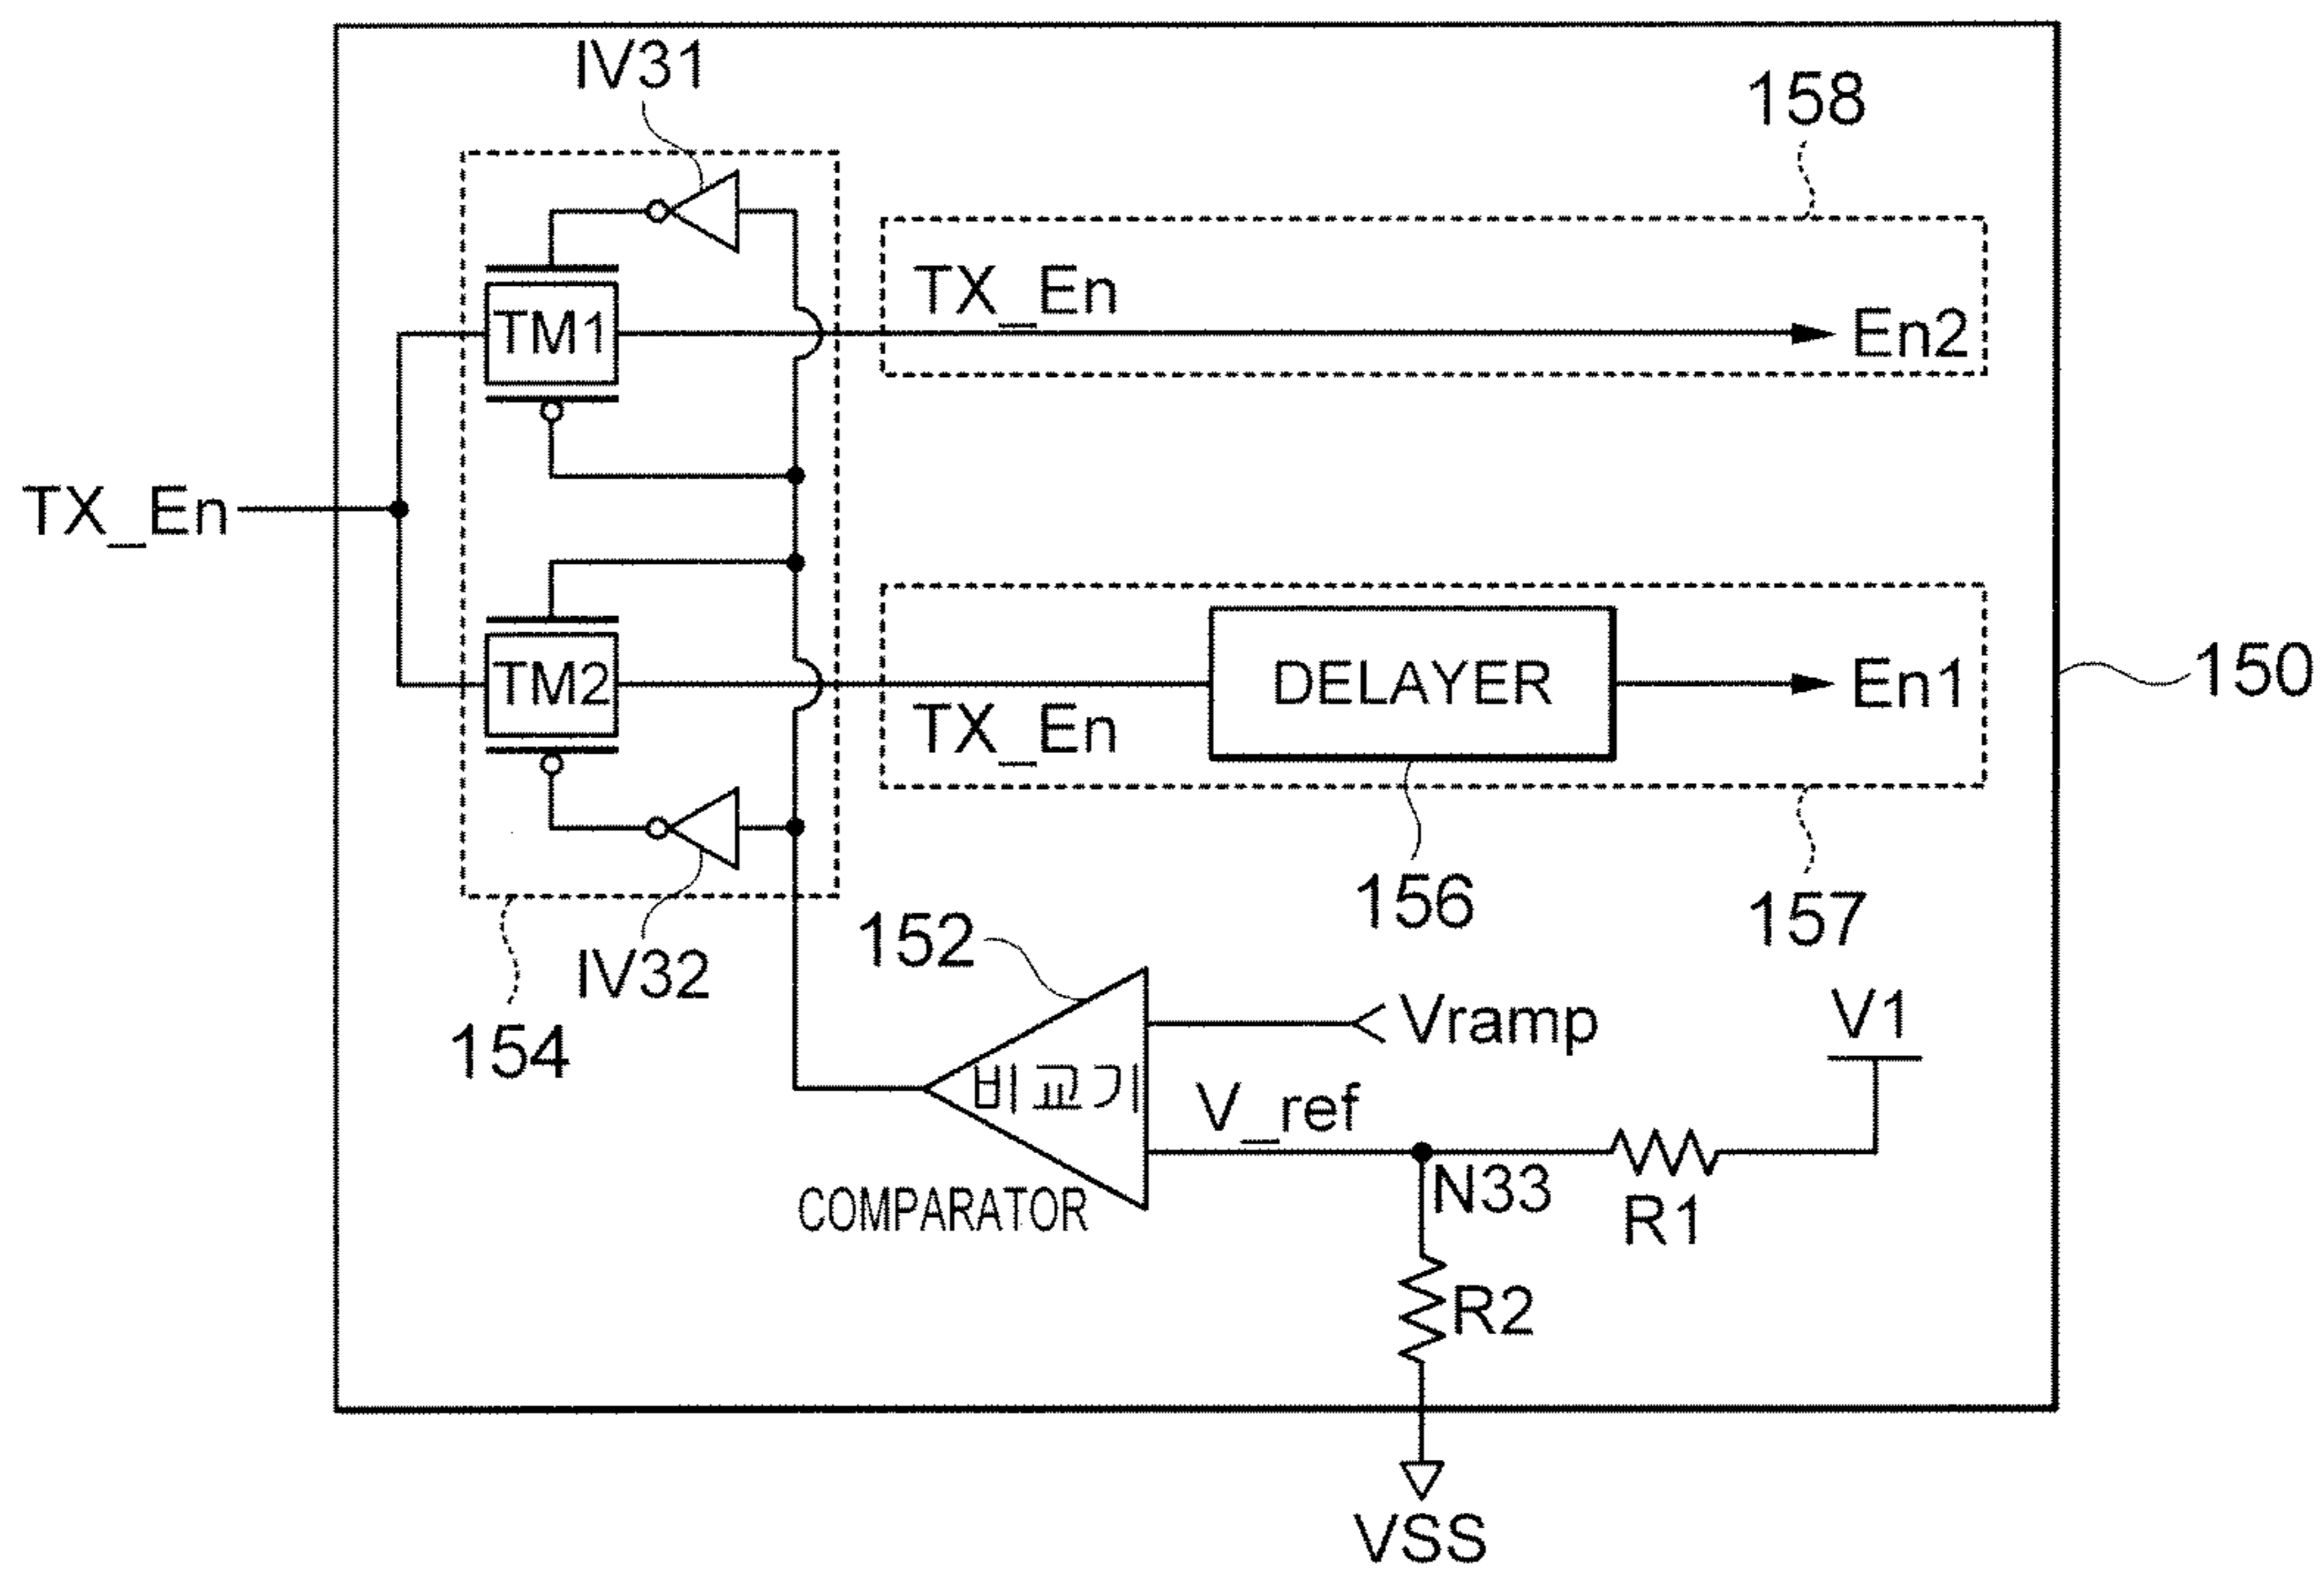 IV31
158
TX_En
En2
TM1
TX_En
TM2
DELAYER
En1
TX_En
150
156
157
152
IV32
154
Vramp
V1
비교기
V_ref
N33
COMPARATOR
R1
R2
VSS